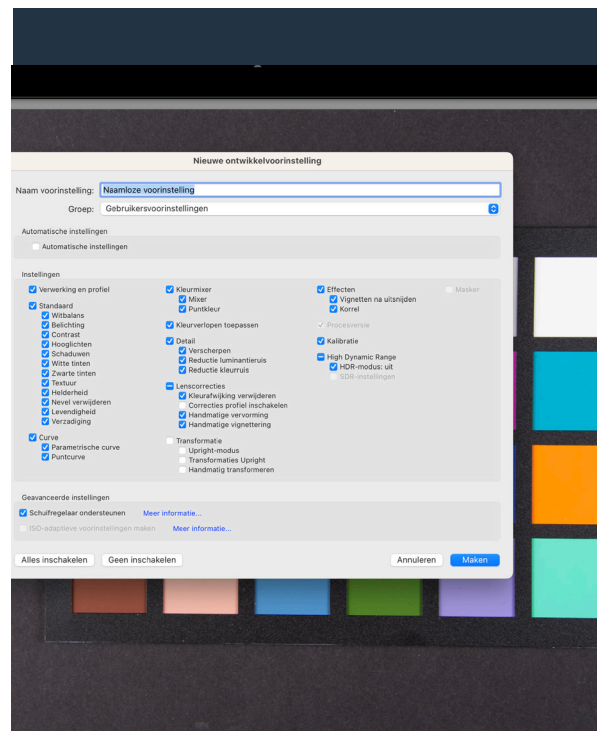 Nieuwe ontwikkelvoorinstelling
Naam voorinstelling: Naamloze voorinstelling
Groep: Gebruikersvoorinstellingen
Automatische instellingen
Automatische instellingen
Instellingen
Verwerking en profiel
Standaard
Witbalans
Belichting
Contrast
Hooglichten
Schaduwen
Witte tinten
Zwarte tinten
Textuur
Helderheid
Nevel verwijderen
Levendigheid
Verzadiging
Curve
Parametrische curve
Puntcurve
Kleurmixer
Mixer
Puntkleur
Kleurverlopen toepassen
Detail
Verscherpen
Reductie luminantieruis
Reductie kleurruis
Lenscorrecties
Kleurafwijking verwijderen
Correcties profiel inschakelen
Handmatige vervorming
Handmatige vignettering
Transformatie
Upright-modus
Transformaties Upright
Handmatig transformeren
Effecten
Vignetten na uitsnijden
Korrel
Procesversie
Kalibratie
High Dynamic Range
HDR-modus: uit
SDR-instellingen
Masker
Geavanceerde instellingen
Schuifregelaar ondersteunen Meer informatie...
ISO-adaptieve voorinstellingen maken Meer informatie...
Alles inschakelen Geen inschakelen Annuleren Maken